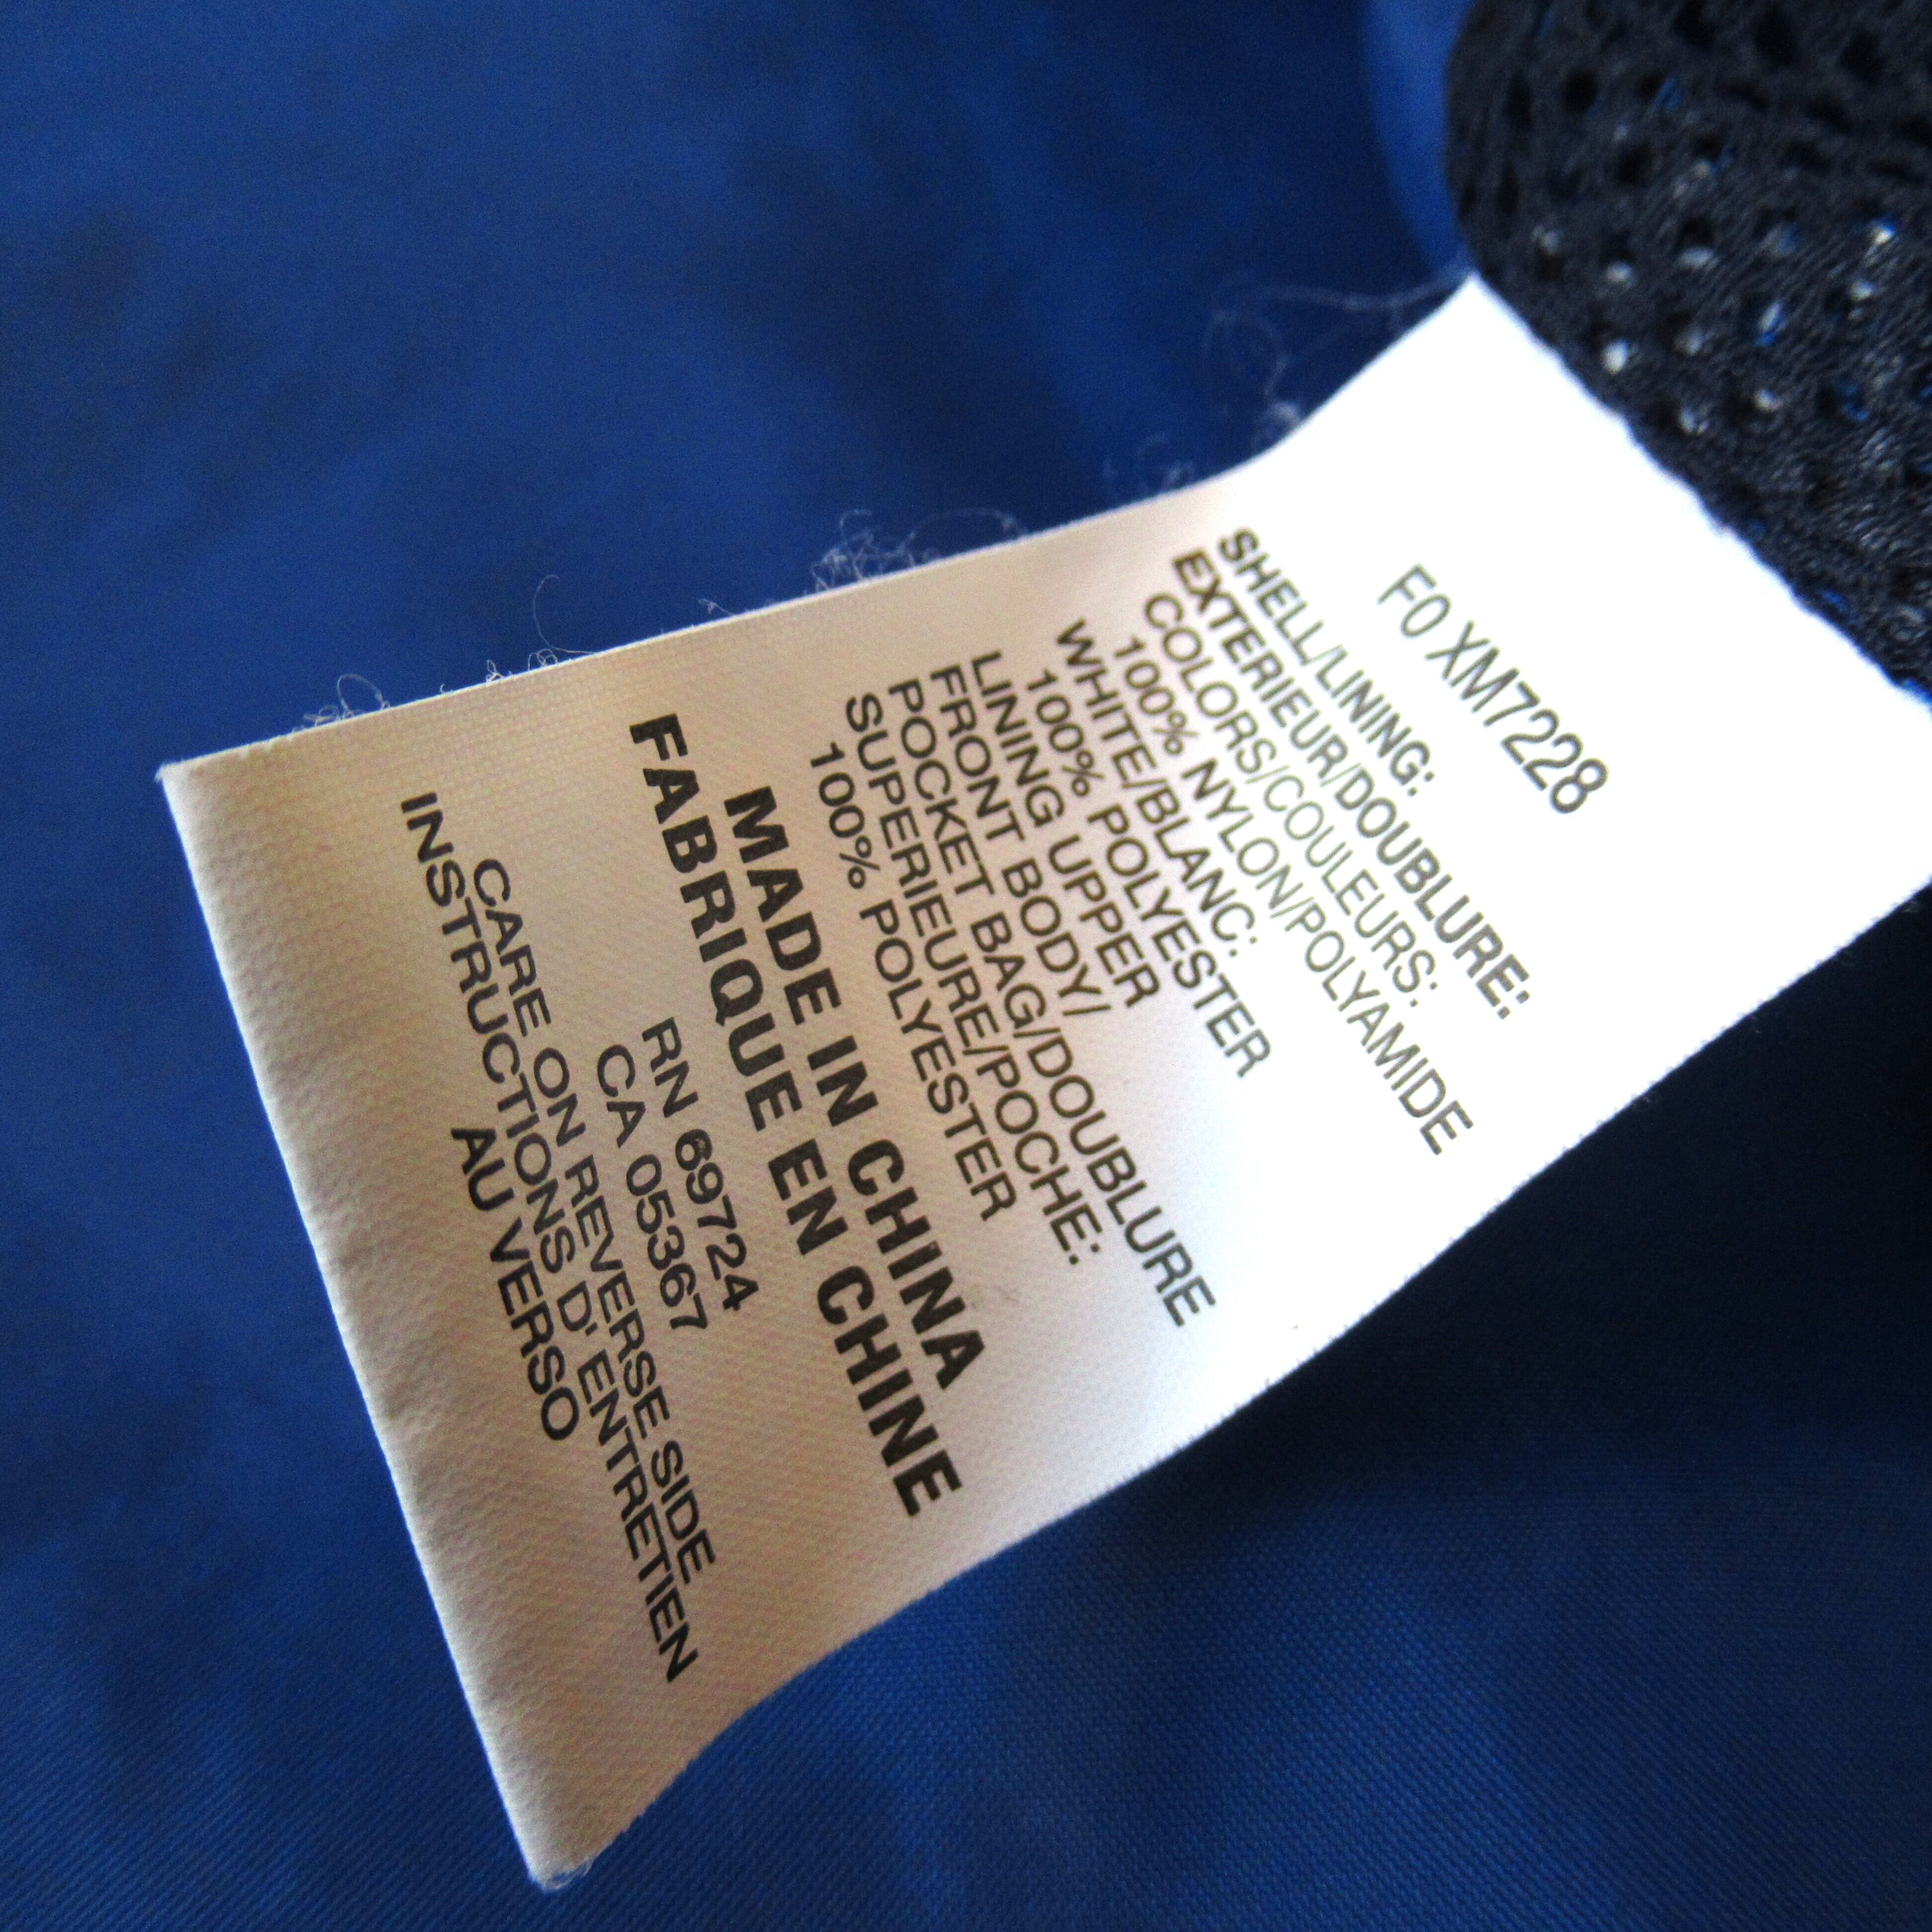 F0 XM7228
SHELL/LINING:
EXTERIEUR/DOUBLURE:
COLORS/COULEURS:
100% NYLON/POLYAMIDE
WHITE/BLANC:
100% POLYESTER
LINING UPPER
FRONT BODY/
POCKET BAG/DOUBLURE
SUPERIEURE/POCHE:
100% POLYESTER
MADE IN CHINA
FABRIQUE EN CHINE
RN 69724
CA 05367
CARE ON REVERSE SIDE
INSTRUCTIONS D' ENTRETIEN
AU VERSO